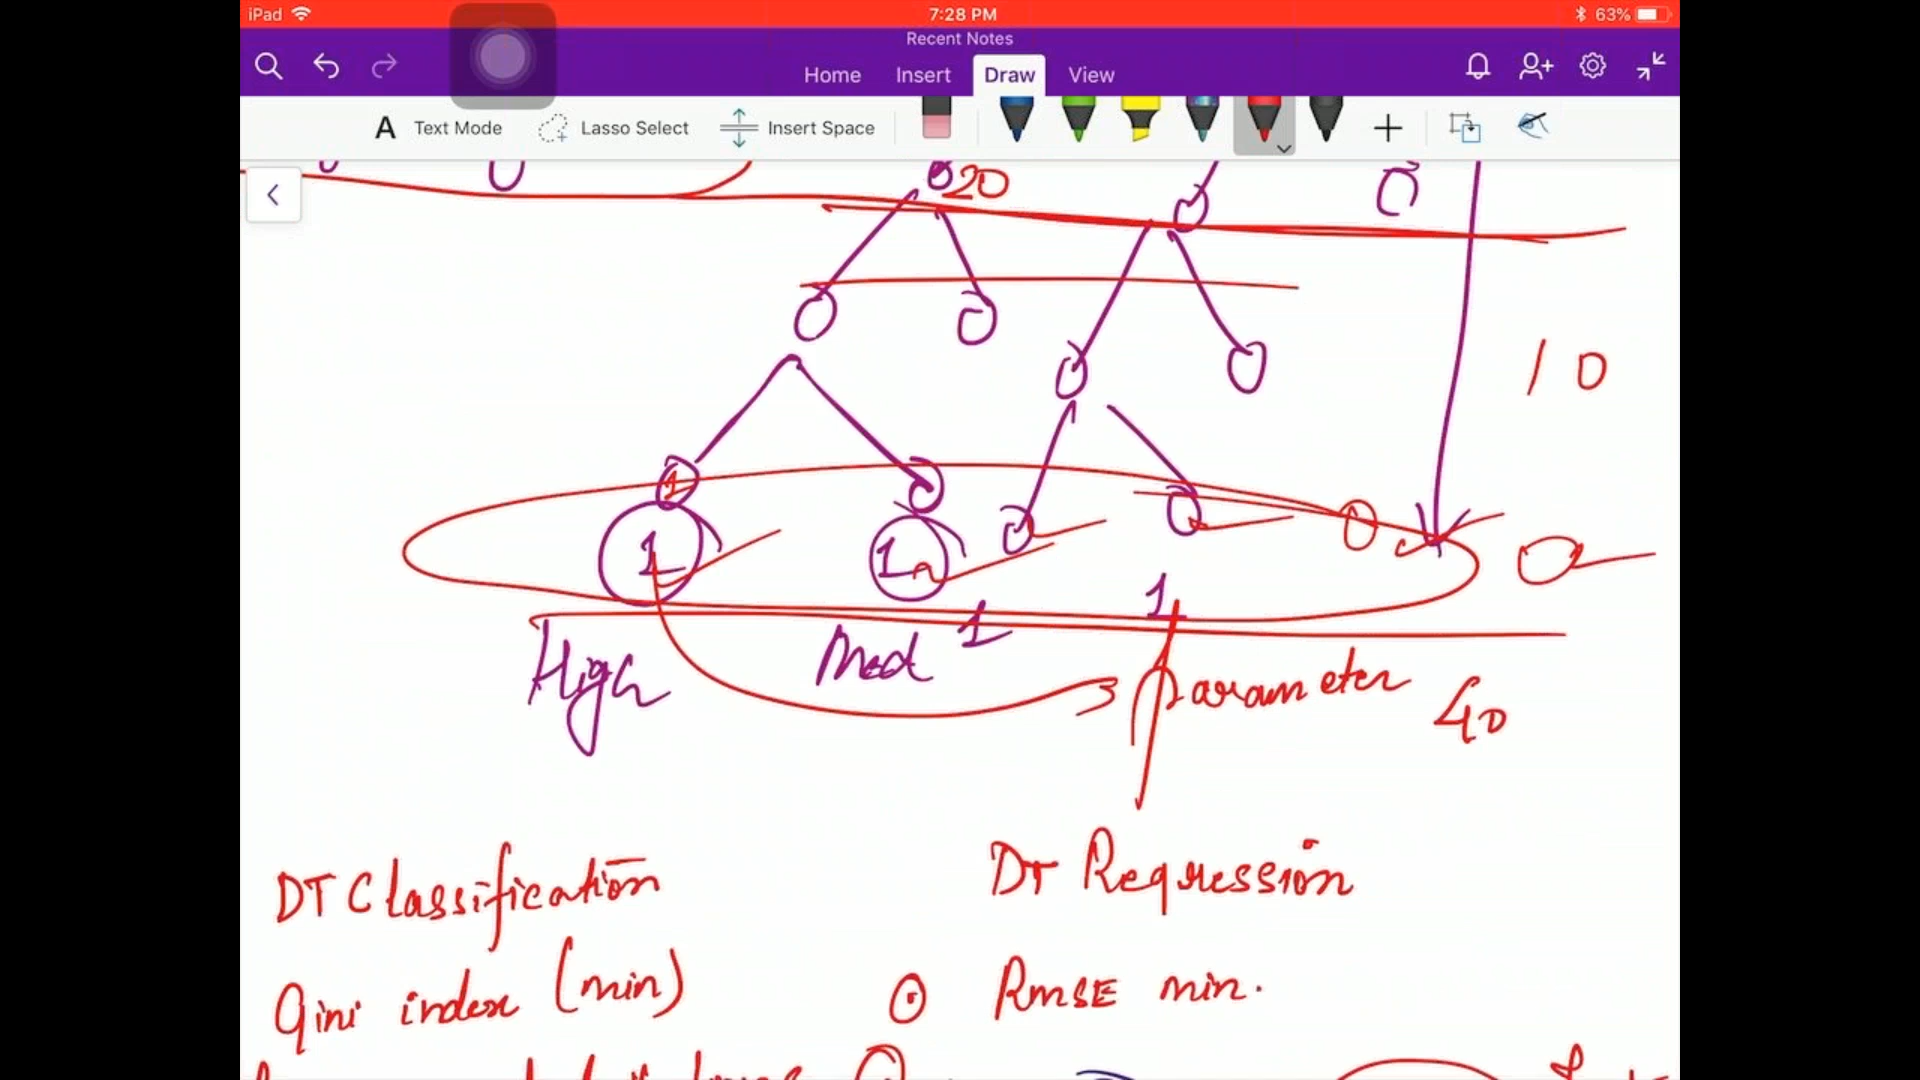 iPad 7:28 PM 63%
Recent Notes
Home Insert Draw View
A Text Mode Lasso Select Insert Space
20
10
1
1 1
1 1
High Med Parameter 40
DT Classification DT Regression
Gini index (min) RMSE min.